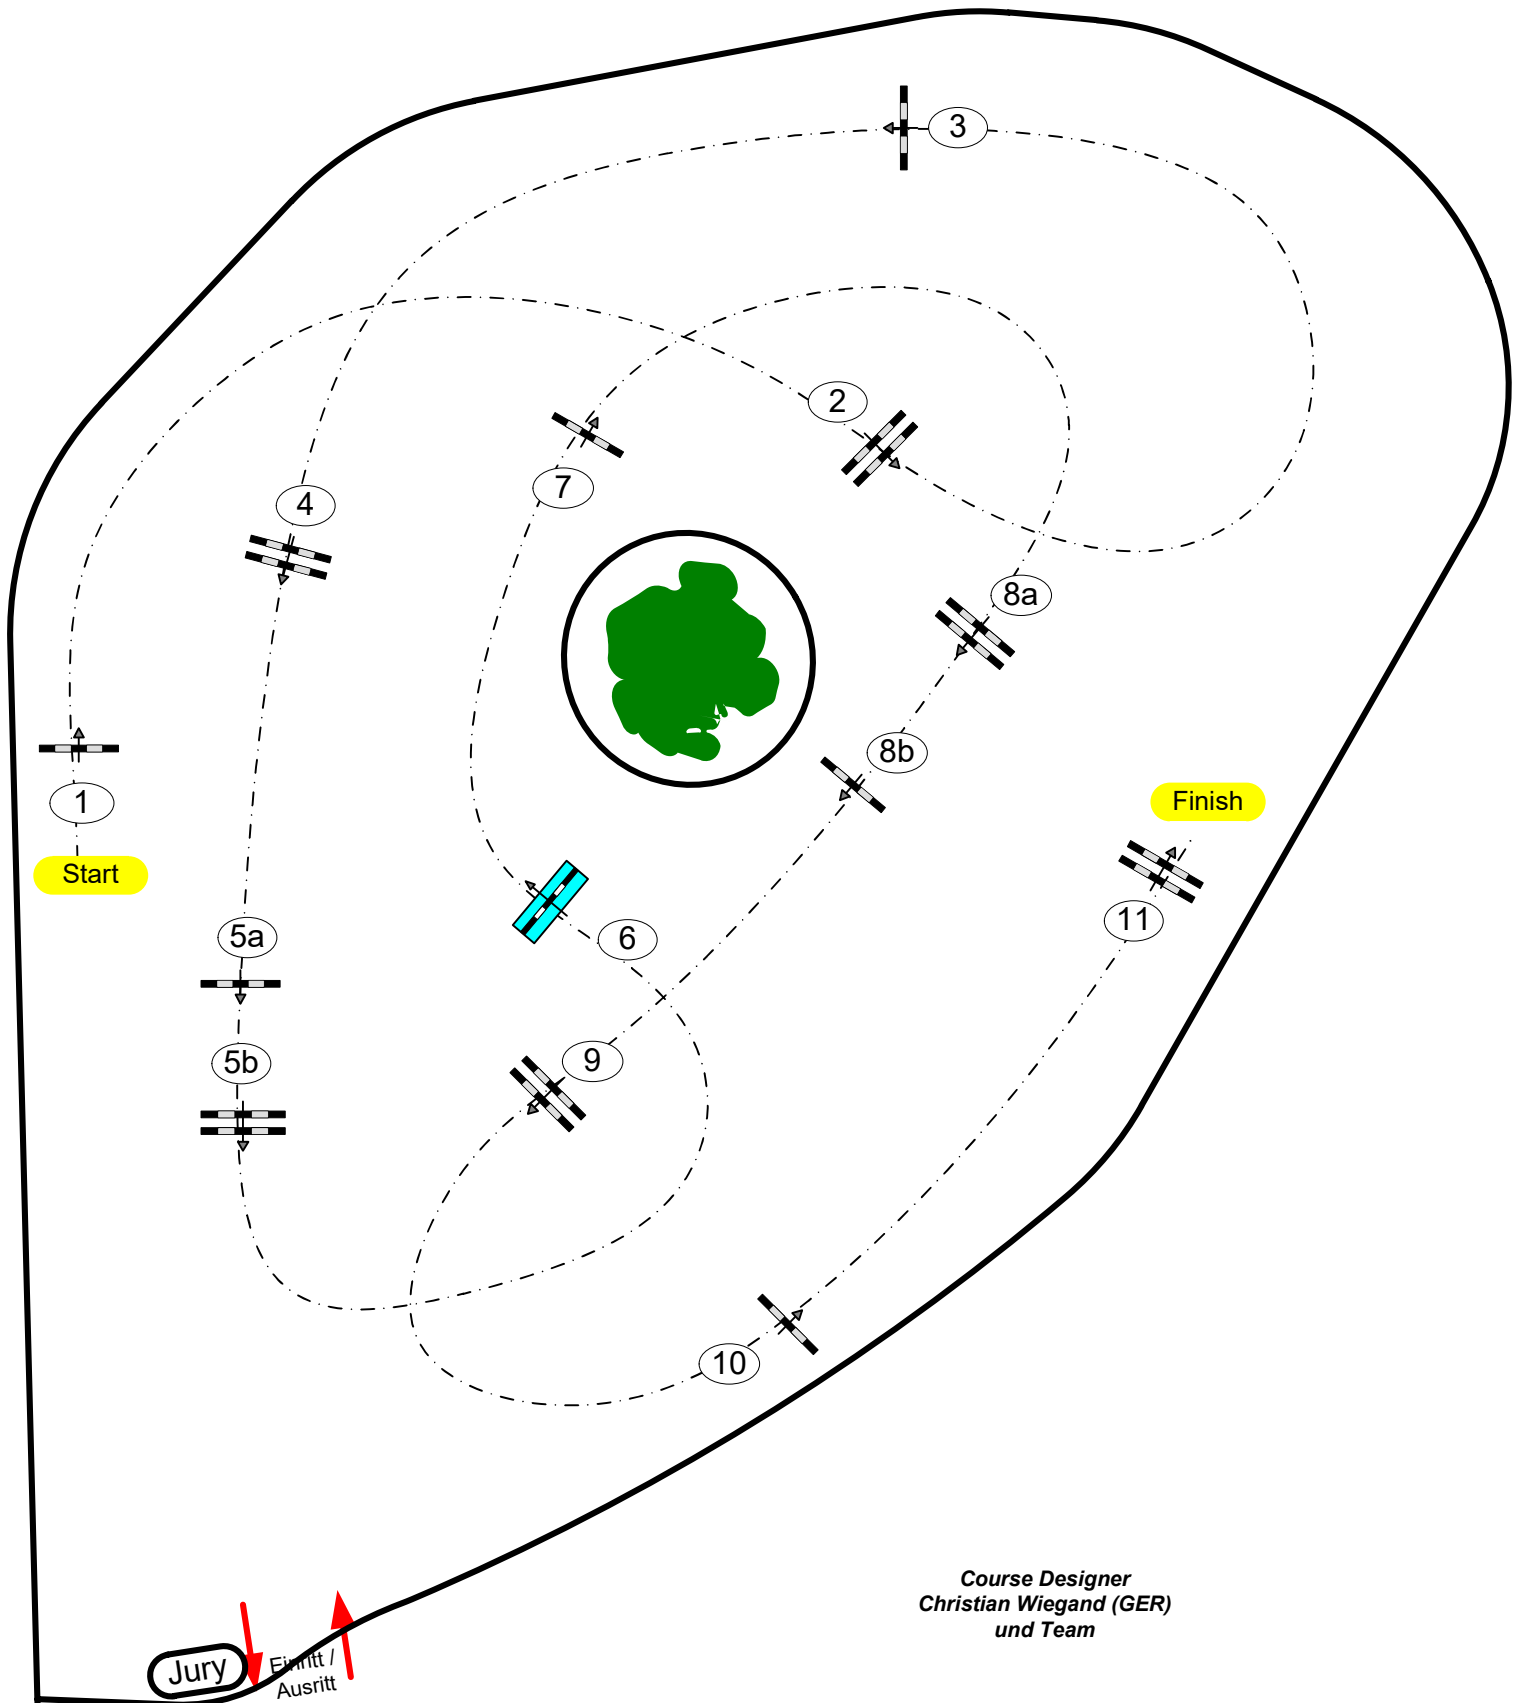 3
2
7
4
8a
8b
1
Finish
Start
11
5a
6
5b
9
10
Course Designer
Christian Wiegand (GER)
und Team
Jury
Einritt /
Ausritt